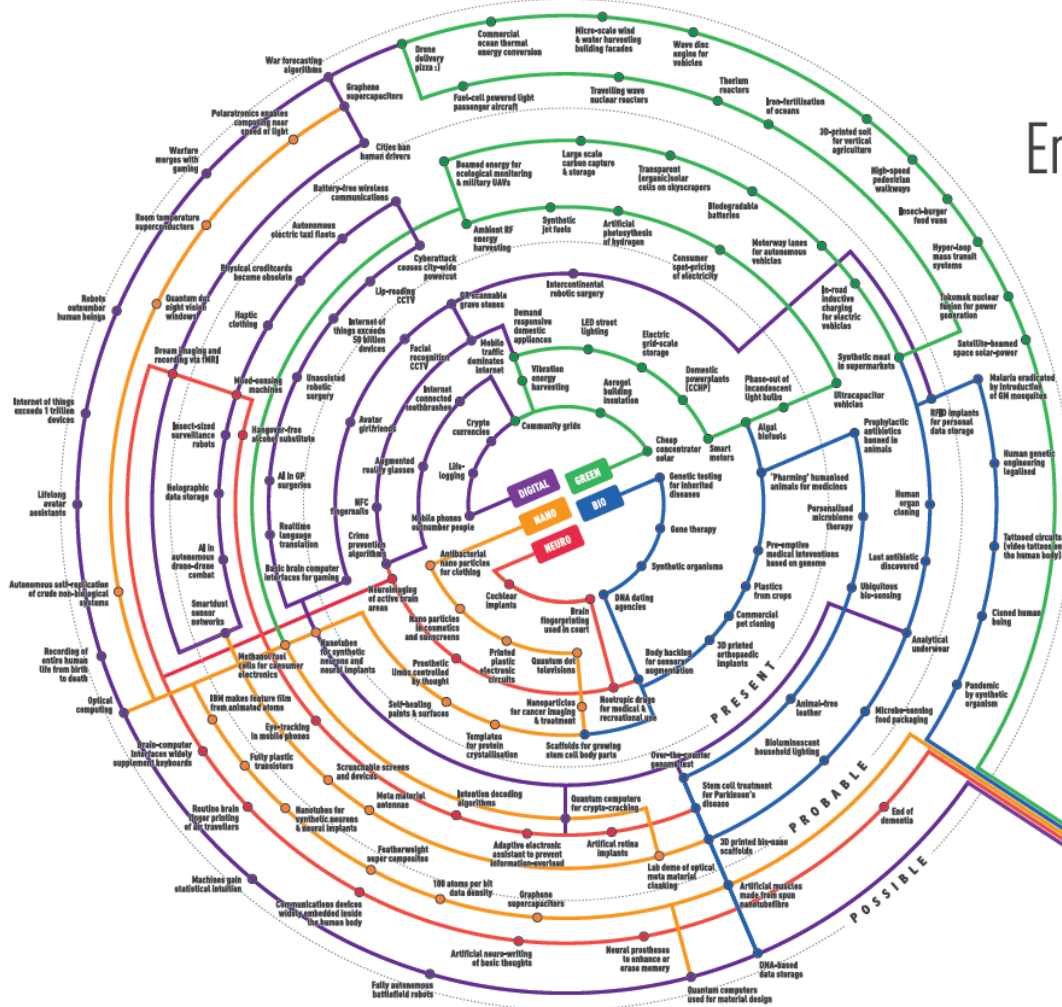 Drone
delivery
pizza :)
Commercial
ocean thermal
energy conversion
Micro-scale wind
& water harvesting
building facades
Wave disc
engine for
vehicles
War forecasting
algorithms
Graphene
supercapacitors
Fuel-cell powered light
passenger aircraft
Travelling wave
nuclear reactors
Therium
reactors
Iron-fertilisation
of oceans
3D-printed soil
for vertical
agriculture
High-speed
pedestrian
walkways
Insect-burger
food vans
Hyper-loop
mass transit
systems
Tokomak nuclear
fusion for power
generation
Satellite-beamed
space solar-power
En
Polaratronics enables
computing near
speed of light
Cities ban
human drivers
Warfare
merges with
gaming
Battery-free wireless
communications
Beamed energy for
ecological monitoring
& military UAVs
Large scale
carbon capture
& storage
Transparent
(organic)solar
cells on skyscrapers
Biodegradable
batteries
Motorway lanes
for autonomous
vehicles
In-road
inductive
charging for
electric
vehicles
Synthetic meat
in supermarkets
Room temperature
superconductors
Autonomous
electric taxi fleets
Ambient RF
energy
harvesting
Synthetic
jet fuels
Artificial
photosythesis
of hydrogen
Consumer
spot-pricing
of electricity
Physical creditcards
become obsolete
Cyberattack
causes city-wide
powercut
Lip-reading
CCTV
QR scannable
grave stones
Intercontinental
robotic surgery
Robots
outnumber
human beings
Quantum dot
night vision
windows
Haptic
clothing
Internet of
things exceeds
50 billion
devices
Facial
recognition
CCTV
Mobile
traffic
dominates
internet
Demand
responsive
domestic
appliances
LED street
lighting
Electric
grid-scale
storage
Domestic
powerplants
(CCHP)
Phase-out of
incandescent
light bulbs
Ultracapacitor
vehicles
Dream imaging and
recording via fMRI
Mood-sensing
machines
Unassisted
robotic
surgery
Internet
connected
toothbrushes
Vibration
energy
harvesting
Aerogel
building
insulation
Malaria eradicated
by introduction
of GM mosquitos
RFID implants
for personal
data storage
Internet of things
exceeds 1 trillion
devices
Insect-sized
surveillance
robots
Hangover-free
alcohol substitute
Avatar
girlfriends
Crypto
currencies
Community grids
Cheap
concentrator
solar
Smart
meters
Algal
biofuels
Prophylactic
antibiotics
banned in
animals
Human genetic
engineering
legalised
Lifelong
avatar
assistants
Holographic
data storage
AI in GP
surgeries
Augmented
reality glasses
Life-
logging
DIGITAL
GREEN
NANO
BIO
NEURO
Genetic testing
for inherited
diseases
"Pharming" humanised
animals for medicines
Human
organ
cloning
Realtime
language
translation
NFC
fingernails
Mobile phones
outnumber people
Gene therapy
Personalised
microbiome
therapy
Tattooed circuits
(video tattoos on
the human body)
AI in
autonomous
drone-drone
combat
Basic brain computer
interfaces for gaming
Crime
prevention
algorithms
Antibacterial
nano particles
for clothing
Synthetic organisms
Pre-emptive
medical inteventions
based on genome
Last antibiotic
discovered
Autonomous self-replication
of crude non-biological
systems
Smartdust
sensor
networks
Neuroimaging
of active brain
areas
Cochlear
implants
Brain
fingerprinting
used in court
DNA dating
agencies
Plastics
from crops
Ubiquitous
bio-sensing
Cloned human
being
Nano particles
in cosmetics
and sunscreens
Commercial
pet cloning
Recording of
entire human
life from birth
to death
Methanol fuel
cells for consumer
electronics
Nanotubes
for synthetic
neurons and
neural implants
Prosthetic
limbs controlled
by thought
Printed
plastic
electronic
circuits
Quantum dot
televisions
Body hacking
for sensory
augmentation
3D printed
orthopaedic
implants
Analytical
underwear
PRESENT
Optical
computing
IBM makes feature film
from animated atoms
Self-healing
paints & surfaces
Nanoparticles
for cancer imaging
& treatment
Nootropic drugs
for medical &
recreational use
Animal-free
leather
Microbe-sensing
food packaging
Pandemic
by synthetic
organism
Eye-tracking
in mobile phones
Templates
for protein
crystallisation
Scaffolds for growing
stem cell body parts
Over-the-counter
genome test
Bioluminescent
household lighting
Brain-computer
interfaces widely
supplement keyboards
Fully plastic
transistors
Scrunchable screens
and devices
Intention decoding
algorithms
Quantum computers
for crypto-cracking
Stem cell treatment
for Parkinson's
disease
PROBABLE
Routine brain
finger printing
of air travellers
Nanotubes for
synthetic neurons
& neural implants
Meta material
antennae
Adaptive electronic
assistant to prevent
information-overload
Artifical retina
implants
Lab demo of optical
meta material
cloaking
3D printed bio-nano
scaffolds
End of
dementia
Featherweight
super composites
POSSIBLE
Machines gain
statistical intuition
100 atoms per bit
data density
Graphene
supercapacitors
Artificial muscles
made from spun
nanotubefibre
Communications devices
widely embedded inside
the human body
Artificial neuro-writing
of basic thoughts
Neural prostheses
to enhance or
erase memory
DNA-based
data storage
Fully autonomous
battlefield robots
Quantum computers
used for material design